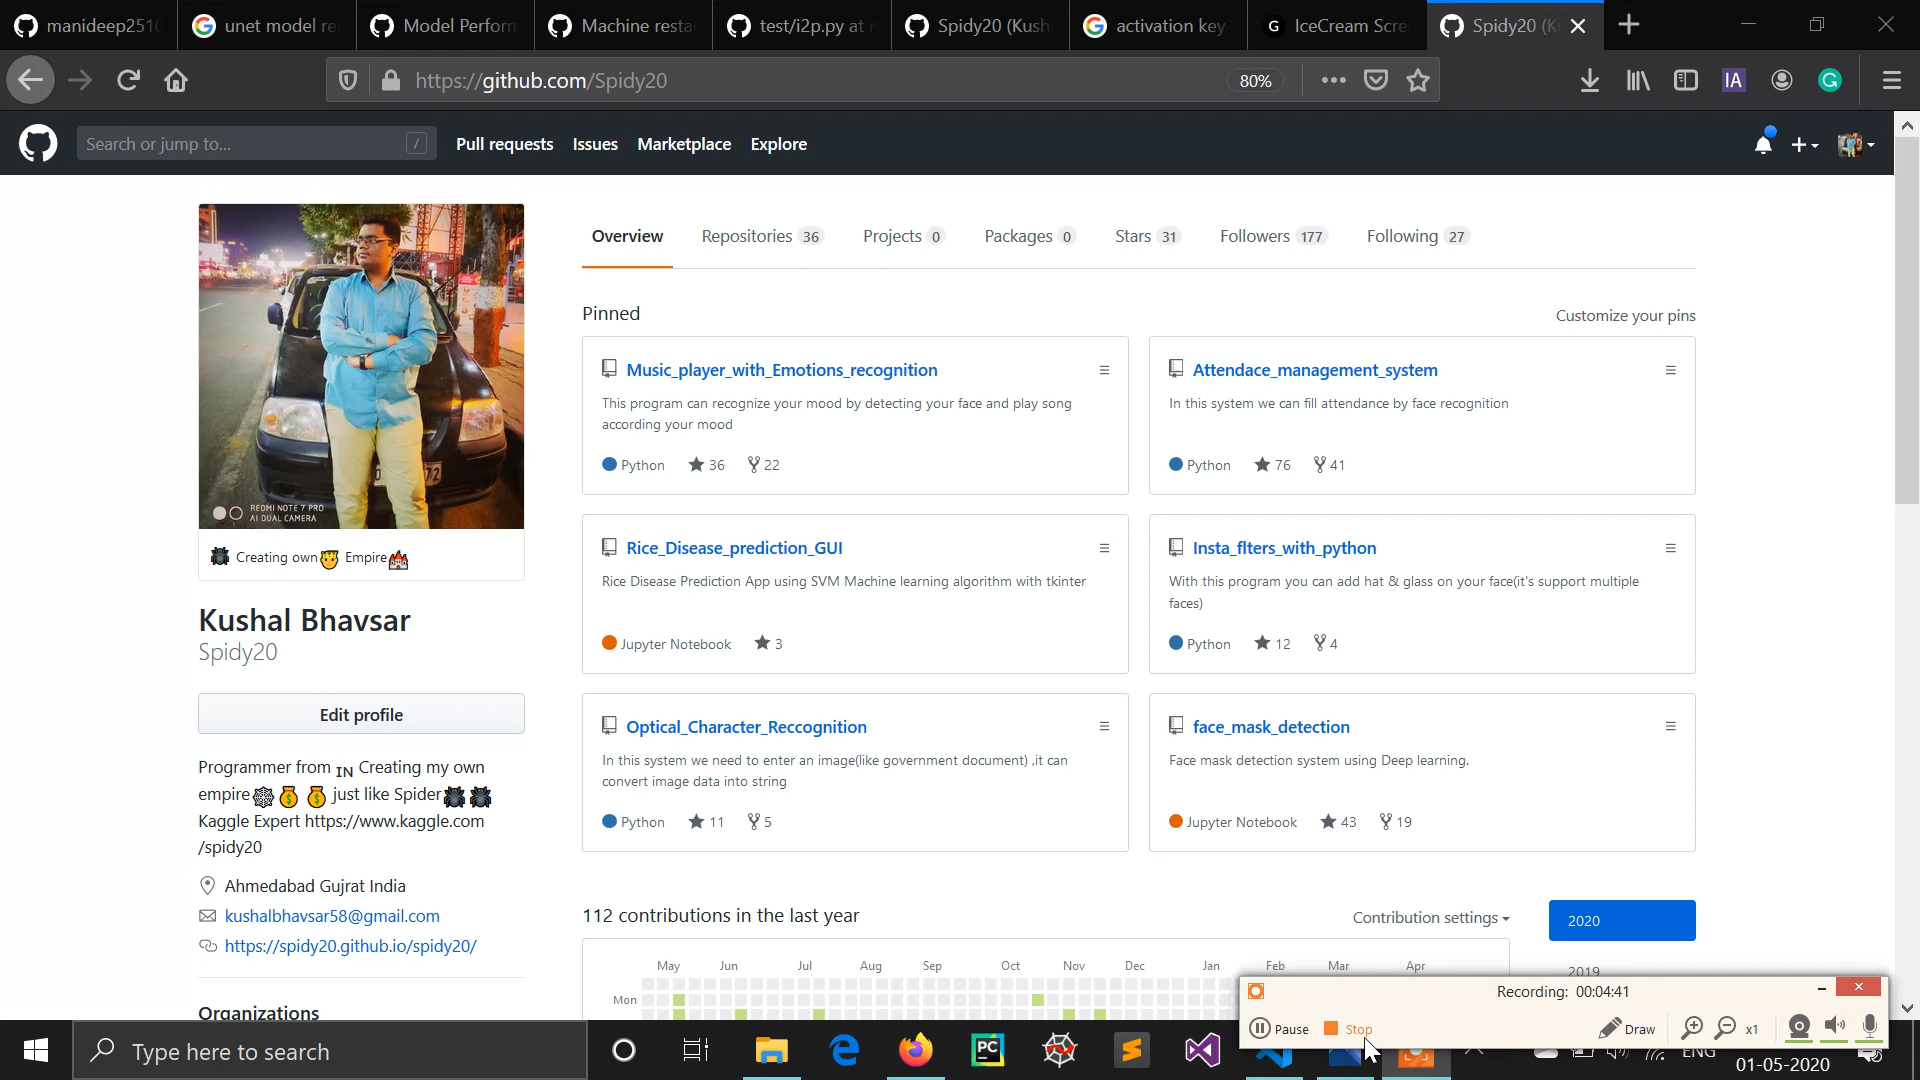 manideep2510
unet model re
Model Perform
Machine resta
test/i2p.py at
Spidy20 (Kush
activation key
IceCream Scre
Spidy20 (K
https://github.com/Spidy20
80%
IA
G
Search or jump to...
/
Pull requests
Issues
Marketplace
Explore
Overview
Repositories 36
Projects 0
Packages 0
Stars 31
Followers 177
Following 27
Pinned
Customize your pins
Music_player_with_Emotions_recognition
This program can recognize your mood by detecting your face and play song
according your mood
Python 36 22
Attendace_management_system
In this system we can fill attendance by face recognition
Python 76 41
Rice_Disease_prediction_GUI
Rice Disease Prediction App using SVM Machine learning algorithm with tkinter
Jupyter Notebook 3
Insta_flters_with_python
With this program you can add hat & glass on your face(it's support multiple
faces)
Python 12 4
Optical_Character_Reccognition
In this system we need to enter an image(like government document) ,it can
convert image data into string
Python 11 5
face_mask_detection
Face mask detection system using Deep learning.
Jupyter Notebook 43 19
REDMI NOTE 7 PRO
AI DUAL CAMERA
Creating own Empire
Kushal Bhavsar
Spidy20
Edit profile
Programmer from IN Creating my own
empire just like Spider
Kaggle Expert https://www.kaggle.com
/spidy20
Ahmedabad Gujrat India
kushalbhavsar58@gmail.com
https://spidy20.github.io/spidy20/
Organizations
112 contributions in the last year
Contribution settings
2020
2019
May Jun Jul Aug Sep Oct Nov Dec Jan Feb Mar Apr
Mon
Recording: 00:04:41
Pause
Stop
Draw
x1
Type here to search
PC
ENG
01-05-2020